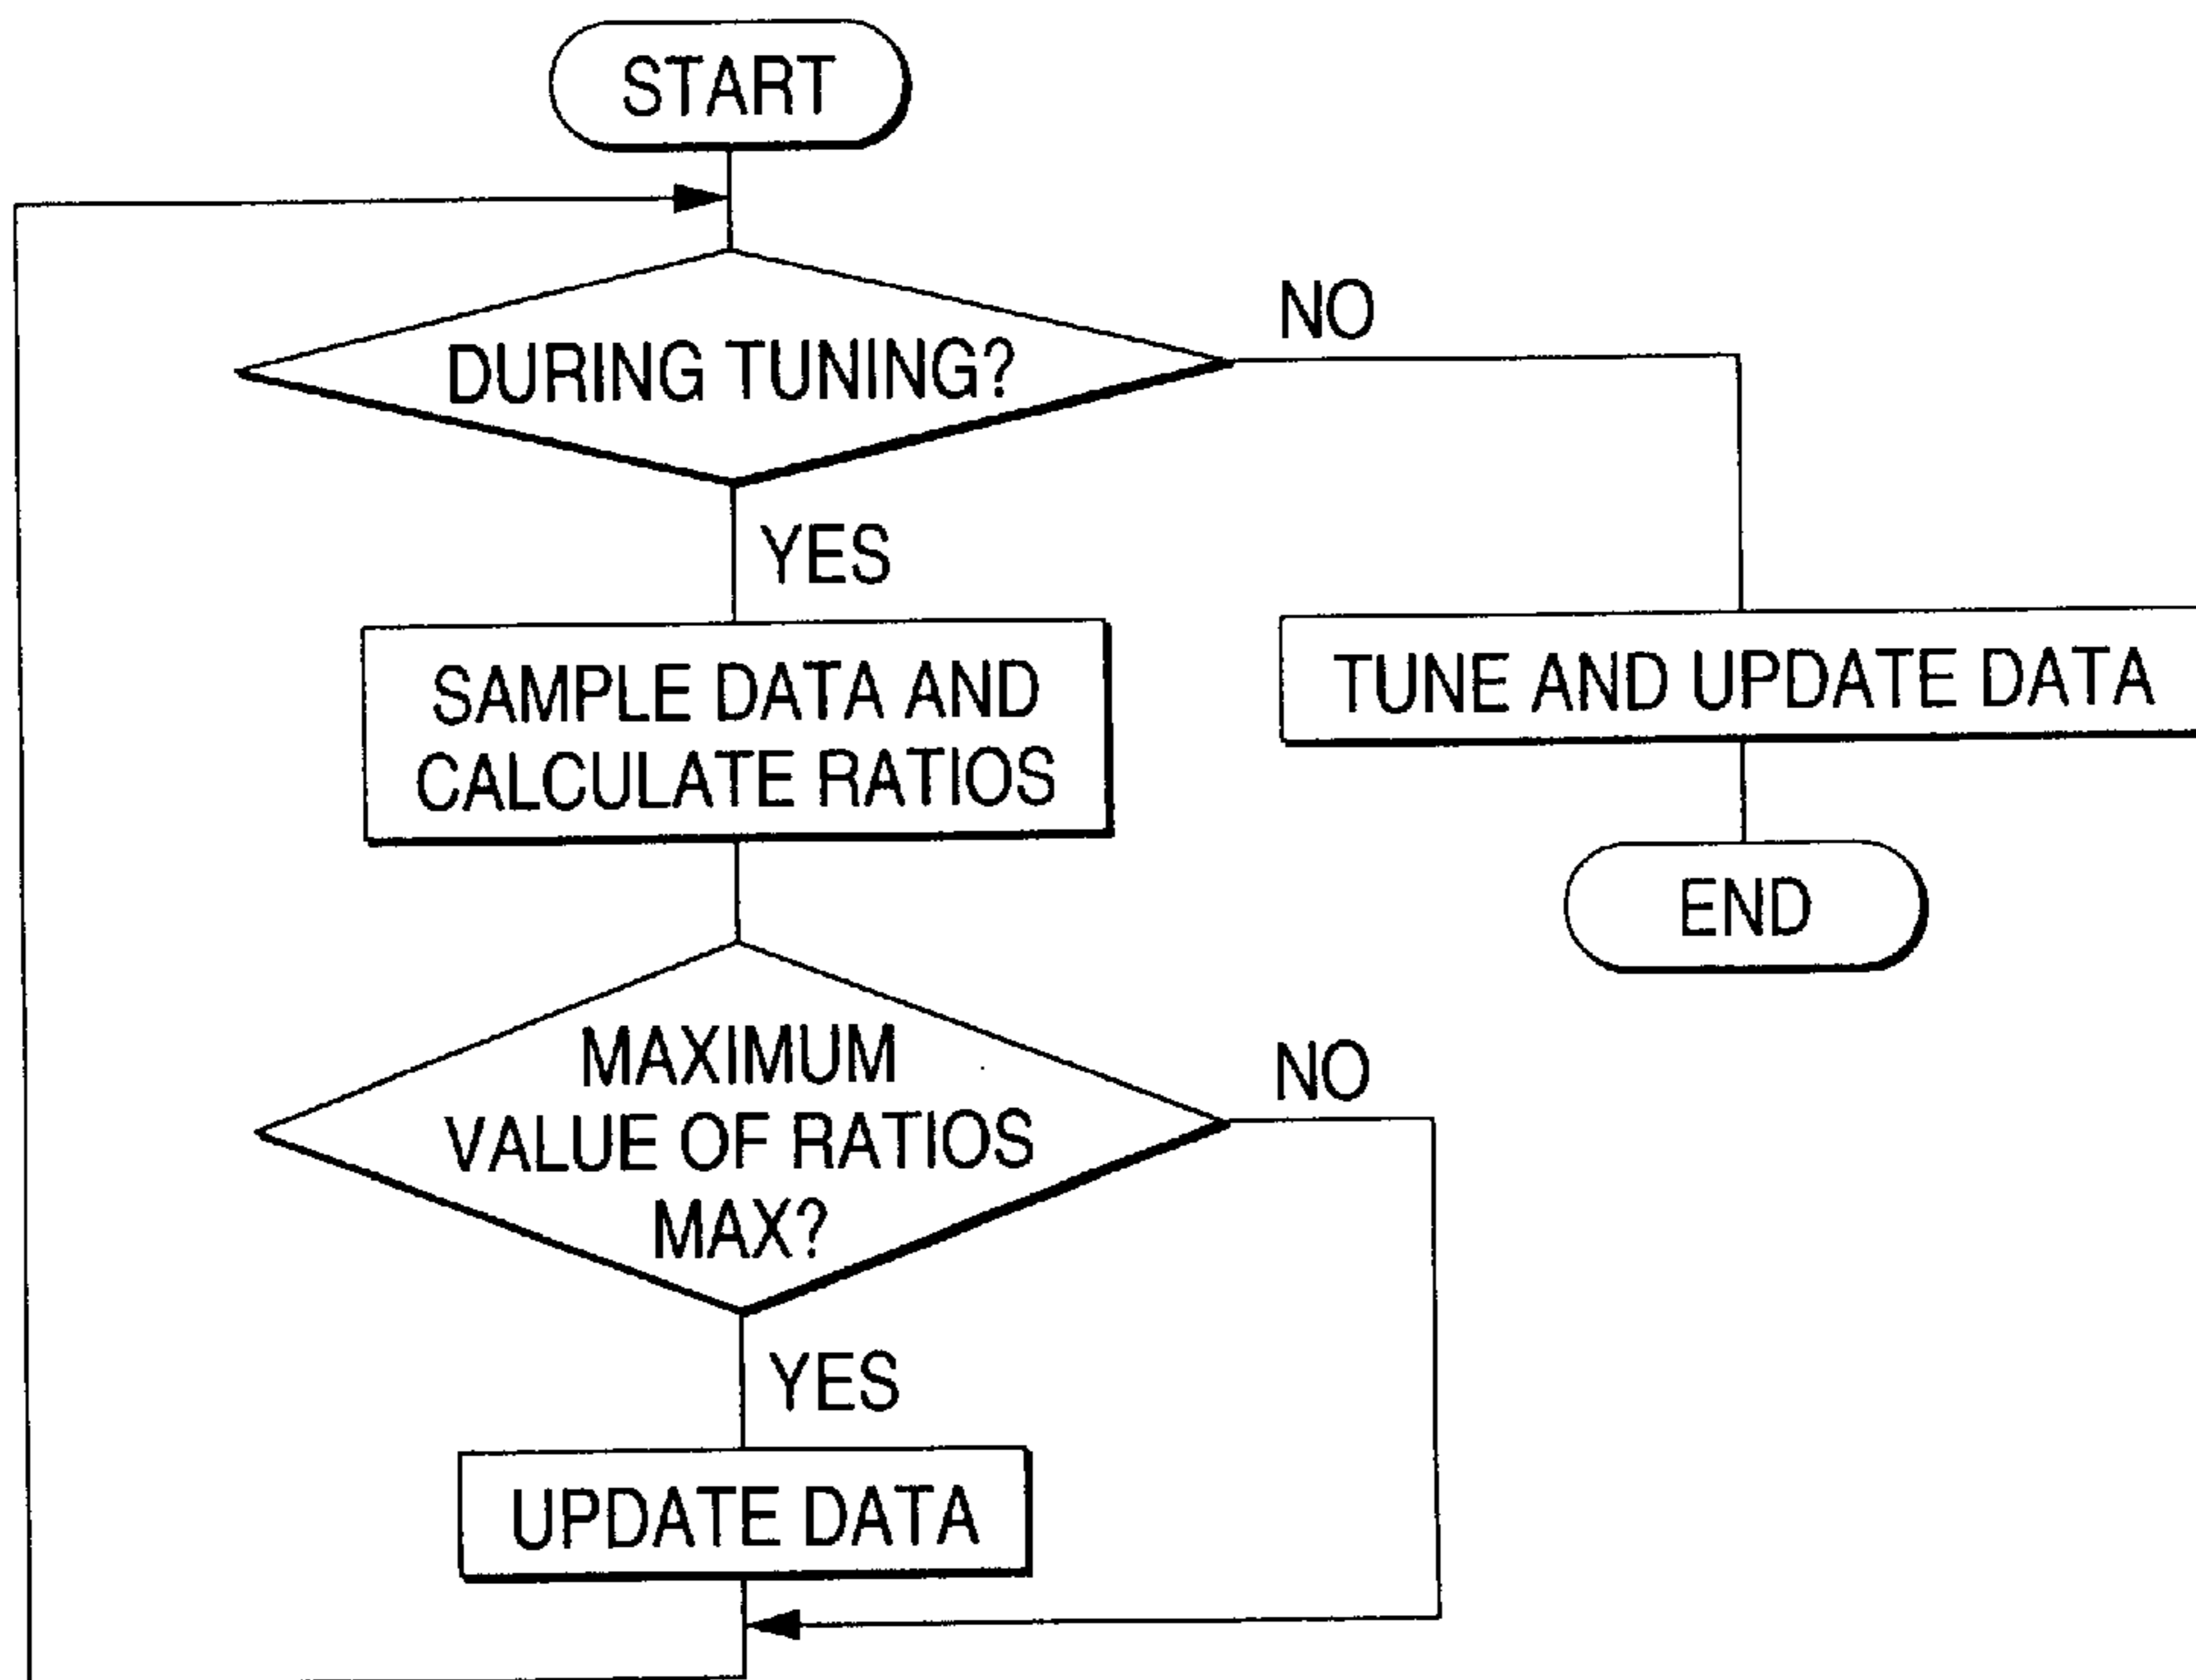 START
DURING TUNING?
NO
YES
SAMPLE DATA AND
CALCULATE RATIOS
TUNE AND UPDATE DATA
END
MAXIMUM
VALUE OF RATIOS
MAX?
NO
YES
UPDATE DATA